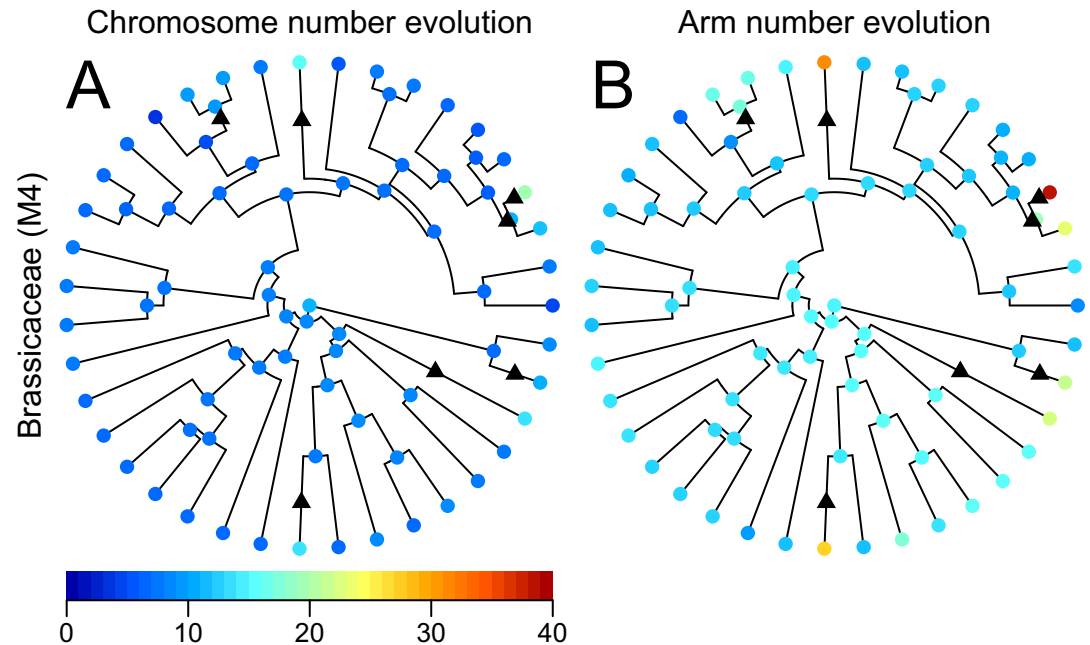 Chromosome number evolution
Arm number evolution
A
B
Brassicaceae (M4)
0 10 20 30 40